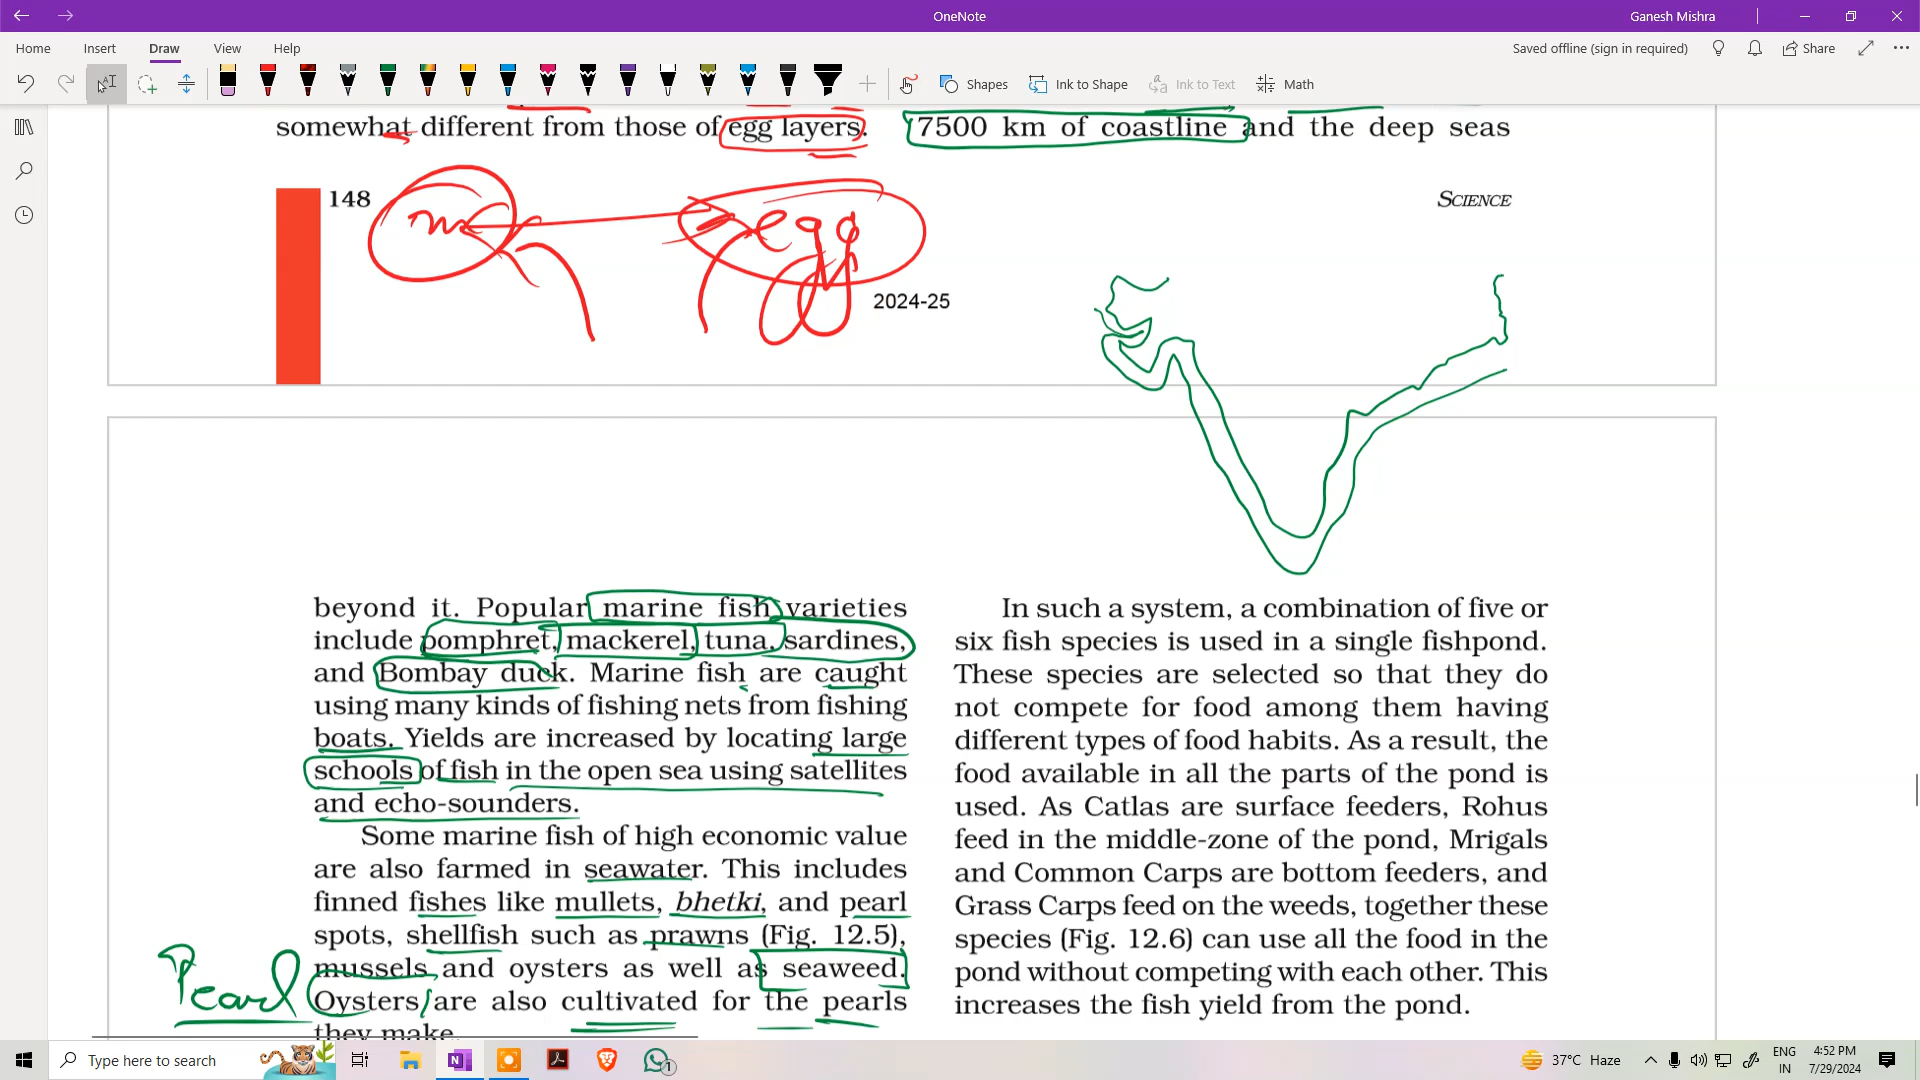 OneNote
Ganesh Mishra
Home Insert Draw View Help
Saved offline (sign in required)
Share
Shapes
Ink to Shape
Ink to Text
Math
somewhat different from those of egg layers.
7500 km of coastline and the deep seas
148
SCIENCE
egg
2024-25
beyond it. Popular marine fish varieties
include pomphret, mackerel, tuna, sardines,
and Bombay duck. Marine fish are caught
using many kinds of fishing nets from fishing
boats. Yields are increased by locating large
schools of fish in the open sea using satellites
and echo-sounders.
Some marine fish of high economic value
are also farmed in seawater. This includes
finned fishes like mullets, bhetki, and pearl
spots, shellfish such as prawns (Fig. 12.5),
mussels and oysters as well as seaweed.
Oysters are also cultivated for the pearls
they make.
Pearl
In such a system, a combination of five or
six fish species is used in a single fishpond.
These species are selected so that they do
not compete for food among them having
different types of food habits. As a result, the
food available in all the parts of the pond is
used. As Catlas are surface feeders, Rohus
feed in the middle-zone of the pond, Mrigals
and Common Carps are bottom feeders, and
Grass Carps feed on the weeds, together these
species (Fig. 12.6) can use all the food in the
pond without competing with each other. This
increases the fish yield from the pond.
Type here to search
1
37°C Haze
ENG
IN
4:52 PM
7/29/2024